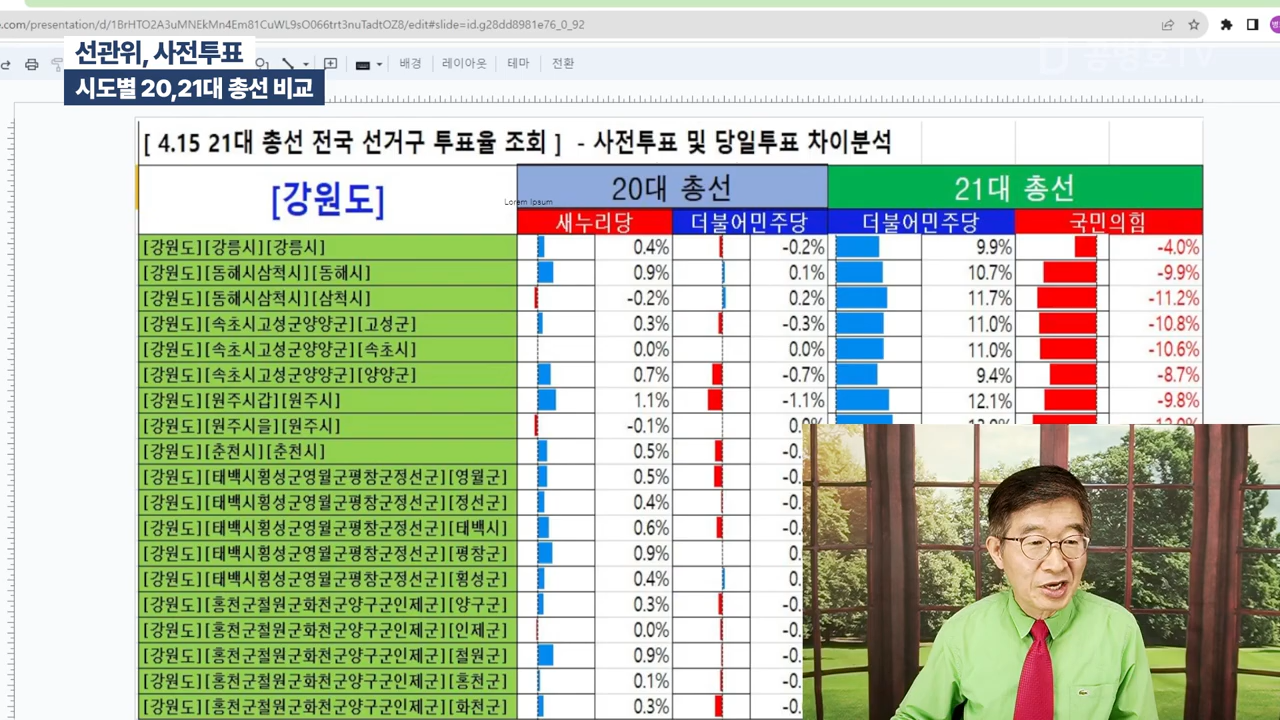 e.com/presentation/d/1BrHTO2A3uMNEkMn4Em81CuWL9sO066trt3nuTadtOZ8/edit#slide=id.g28dd8981e76_0_92
선관위, 사전투표
시도별 20,21대 총선 비교
배경 레이아웃 테마 전환
공병호TV
[ 4.15 21대 총선 전국 선거구 투표율 조회 ] - 사전투표 및 당일투표 차이분석
[강원도] 20대 총선 21대 총선
Lorem Ipsum
새누리당 더불어민주당 더불어민주당 국민의힘
[강원도][강릉시][강릉시] 0.4% -0.2% 9.9% -4.0%
[강원도][동해시삼척시][동해시] 0.9% 0.1% 10.7% -9.9%
[강원도][동해시삼척시][삼척시] -0.2% 0.2% 11.7% -11.2%
[강원도][속초시고성군양양군][고성군] 0.3% -0.3% 11.0% -10.8%
[강원도][속초시고성군양양군][속초시] 0.0% 0.0% 11.0% -10.6%
[강원도][속초시고성군양양군][양양군] 0.7% -0.7% 9.4% -8.7%
[강원도][원주시갑][원주시] 1.1% -1.1% 12.1% -9.8%
[강원도][원주시을][원주시] -0.1%
[강원도][춘천시][춘천시] 0.5% -0.
[강원도][태백시횡성군영월군평창군정선군][영월군] 0.5% -0.
[강원도][태백시횡성군영월군평창군정선군][정선군] 0.4% -0.
[강원도][태백시횡성군영월군평창군정선군][태백시] 0.6% -0.
[강원도][태백시횡성군영월군평창군정선군][평창군] 0.9% 0.
[강원도][태백시횡성군영월군평창군정선군][횡성군] 0.4% 0.
[강원도][홍천군철원군화천군양구군인제군][양구군] 0.3% -0.
[강원도][홍천군철원군화천군양구군인제군][인제군] 0.0% -0.
[강원도][홍천군철원군화천군양구군인제군][철원군] 0.9% -0.
[강원도][홍천군철원군화천군양구군인제군][홍천군] 0.1% -0.
[강원도][홍천군철원군화천군양구군인제군][화천군] 0.3% -0.